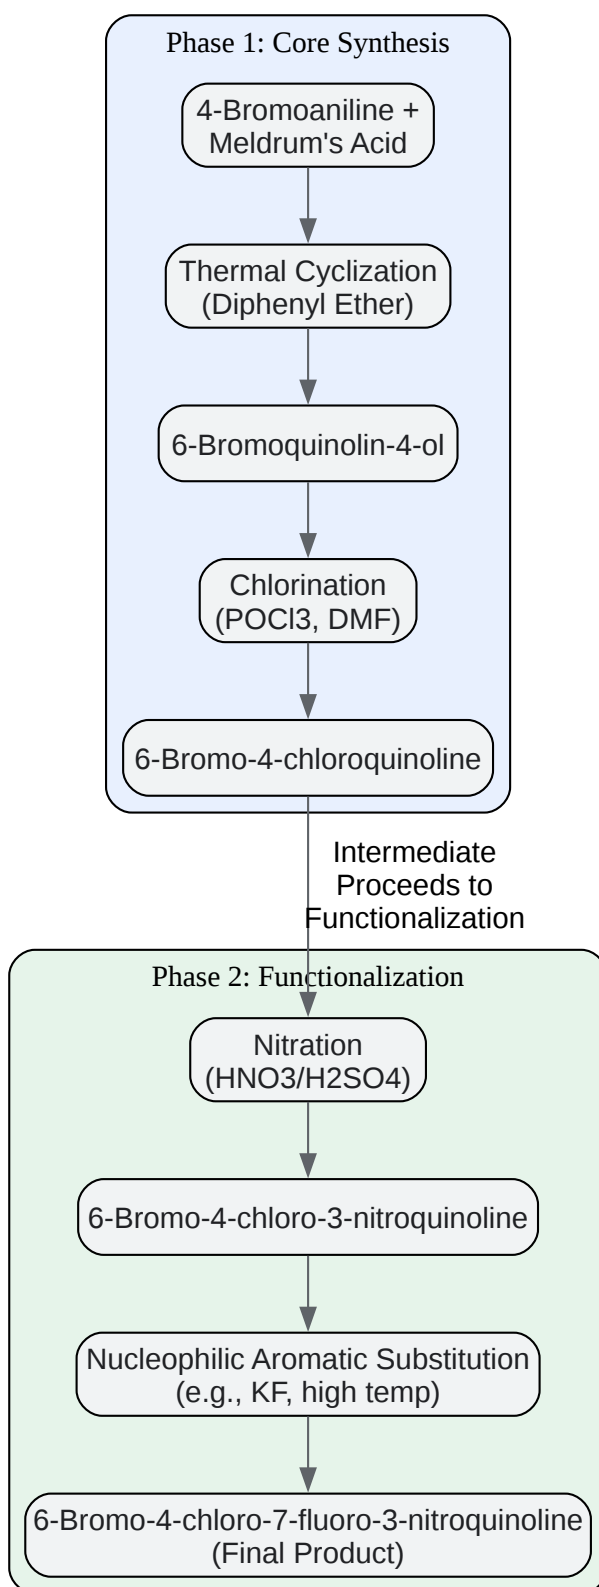 Phase 1: Core Synthesis
4-Bromoaniline +
Meldrum's Acid
Thermal Cyclization
(Diphenyl Ether)
6-Bromoquinolin-4-ol
Chlorination
(POCl3, DMF)
6-Bromo-4-chloroquinoline
Intermediate
Proceeds to
Functionalization
Phase 2: Functionalization
Nitration
(HNO3/H2SO4)
6-Bromo-4-chloro-3-nitroquinoline
Nucleophilic Aromatic Substitution
(e.g., KF, high temp)
6-Bromo-4-chloro-7-fluoro-3-nitroquinoline
(Final Product)